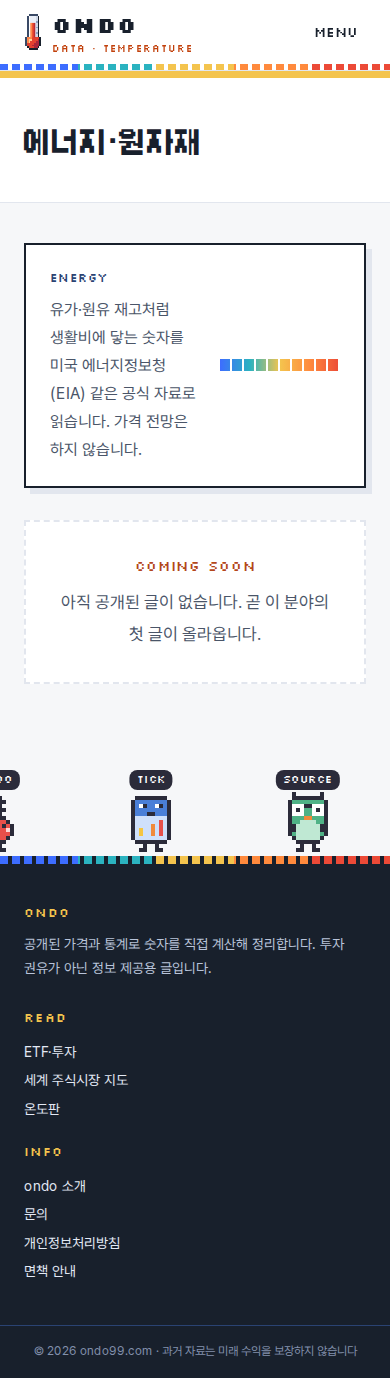 ONDO
DATA · TEMPERATURE
MENU
에너지·원자재
ENERGY
유가·원유 재고처럼
생활비에 닿는 숫자를
미국 에너지정보청
(EIA) 같은 공식 자료로
읽습니다. 가격 전망은
하지 않습니다.
COMING SOON
아직 공개된 글이 없습니다. 곧 이 분야의
첫 글이 올라옵니다.
DO
TICK
SOURCE
ONDO
공개된 가격과 통계로 숫자를 직접 계산해 정리합니다. 투자
권유가 아닌 정보 제공용 글입니다.
READ
ETF·투자
세계 주식시장 지도
온도판
INFO
ondo 소개
문의
개인정보처리방침
면책 안내
© 2026 ondo99.com · 과거 자료는 미래 수익을 보장하지 않습니다